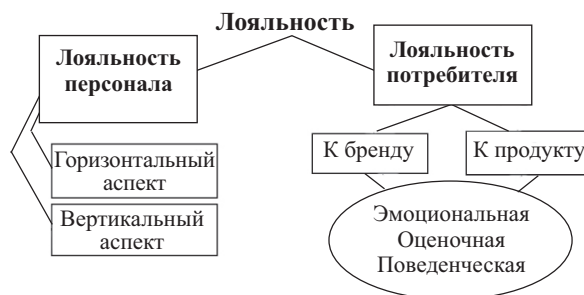 Лояльность
Лояльность
персонала
Лояльность
потребителя
Горизонтальный
аспект
Вертикальный
аспект
К бренду
К продукту
Эмоциональная
Оценочная
Поведенческая